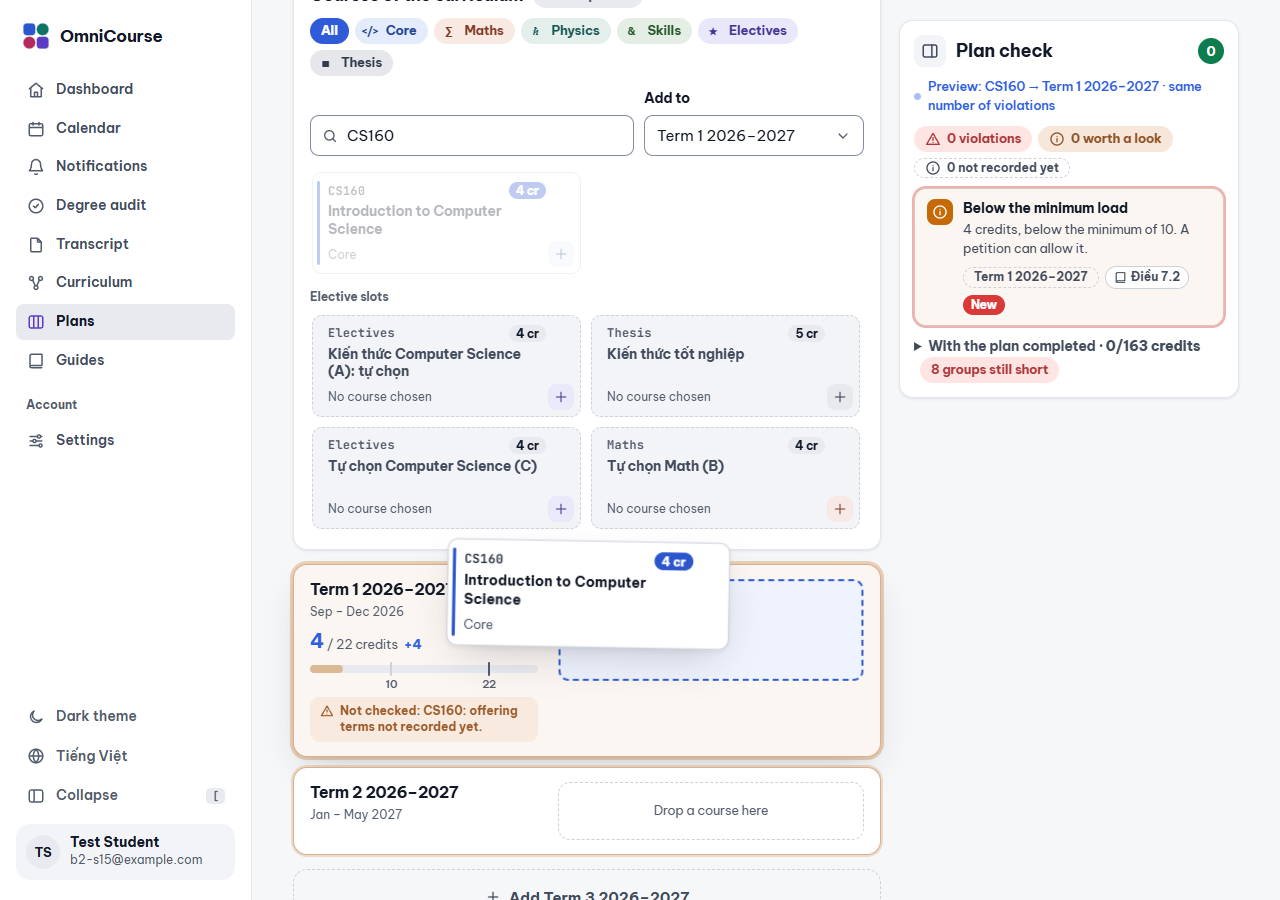 OmniCourse
Dashboard
Calendar
Notifications
Degree audit
Transcript
Curriculum
Plans
Guides
Account
Settings
Dark theme
Tiếng Việt
Collapse [
TS
Test Student
b2-s15@example.com
All
</> Core
∑ Maths
ℏ Physics
& Skills
★ Electives
■ Thesis
Add to
CS160
Term 1 2026–2027
CS160
4 cr
Introduction to Computer
Science
Core
Elective slots
Electives
4 cr
Kiến thức Computer Science
(A): tự chọn
No course chosen
Thesis
5 cr
Kiến thức tốt nghiệp
No course chosen
Electives
4 cr
Tự chọn Computer Science (C)
No course chosen
Maths
4 cr
Tự chọn Math (B)
No course chosen
CS160
4 cr
Introduction to Computer
Science
Core
Term 1 2026–2027
Sep – Dec 2026
4 / 22 credits +4
10
22
Not checked: CS160: offering
terms not recorded yet.
Term 2 2026–2027
Jan – May 2027
Drop a course here
+ Add Term 3 2026–2027
Plan check
0
Preview: CS160 → Term 1 2026–2027 · same
number of violations
0 violations
0 worth a look
0 not recorded yet
Below the minimum load
4 credits, below the minimum of 10. A
petition can allow it.
Term 1 2026–2027
Điều 7.2
New
With the plan completed · 0/163 credits
8 groups still short